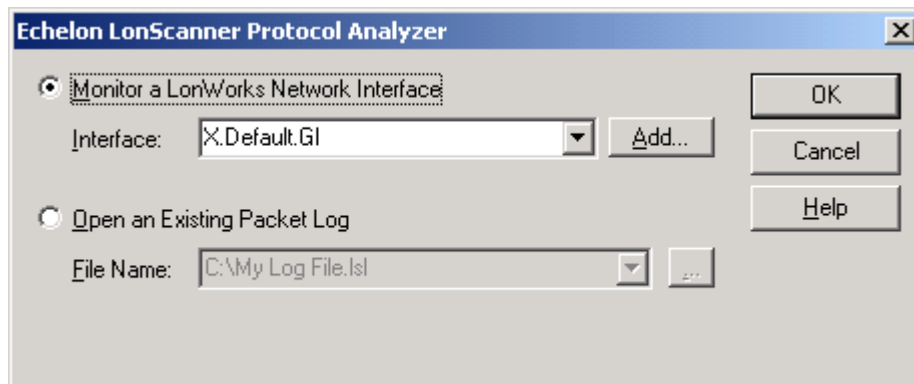 Echelon LonScanner Protocol Analyzer
Monitor a LonWorks Network Interface
OK
Interface: X.Default.GI Add...
Cancel
Help
Open an Existing Packet Log
File Name: C:\My Log File.lsl ...